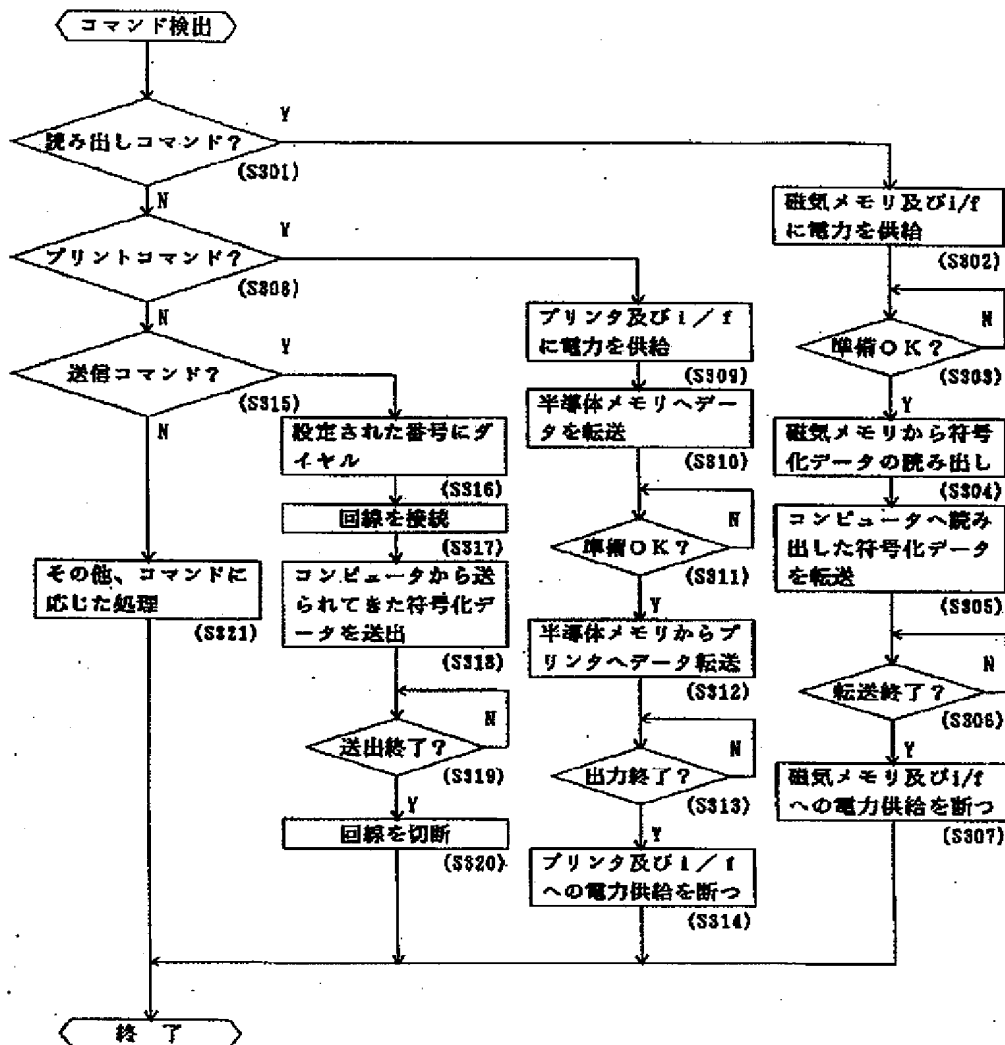 コマンド検出
Y
読み出しコマンド?
(S301)
N
Y
プリントコマンド?
(S308)
N
Y
送信コマンド?
(S315)
N
その他、コマンドに
応じた処理
(S321)
設定された番号にダ
イヤル
(S316)
回線を接続
(S317)
コンピュータから送
られてきた符号化デ
ータを送出
(S318)
N
送出終了?
(S319)
Y
回線を切断
(S320)
プリンタ及びi/f
に電力を供給
(S309)
半導体メモリへデー
タを転送
(S310)
N
準備OK?
(S311)
Y
半導体メモリからプ
リンタへデータ転送
(S312)
N
出力終了?
(S313)
Y
プリンタ及びi/f
への電力供給を断つ
(S314)
磁気メモリ及びi/f
に電力を供給
(S302)
N
準備OK?
(S303)
Y
磁気メモリから符号
化データの読み出し
(S304)
コンピュータへ読み
出した符号化データ
を転送
(S305)
N
転送終了?
(S306)
Y
磁気メモリ及びi/f
への電力供給を断つ
(S307)
終 了